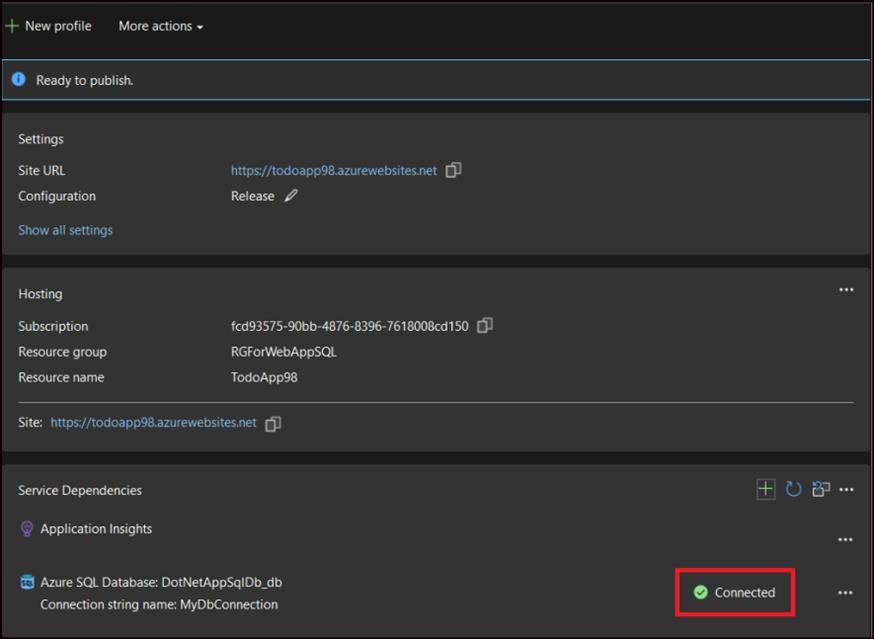 New profile More actions
Ready to publish.
Settings
Site URL https://todoapp98.azurewebsites.net
Configuration Release
Show all settings
Hosting
Subscription fcd93575-90bb-4876-8396-7618008cd150
Resource group RGForWebAppSQL
Resource name TodoApp98
Site: https://todoapp98.azurewebsites.net
Service Dependencies
Application Insights
Azure SQL Database: DotNetAppSqlDb_db
Connection string name: MyDbConnection
Connected